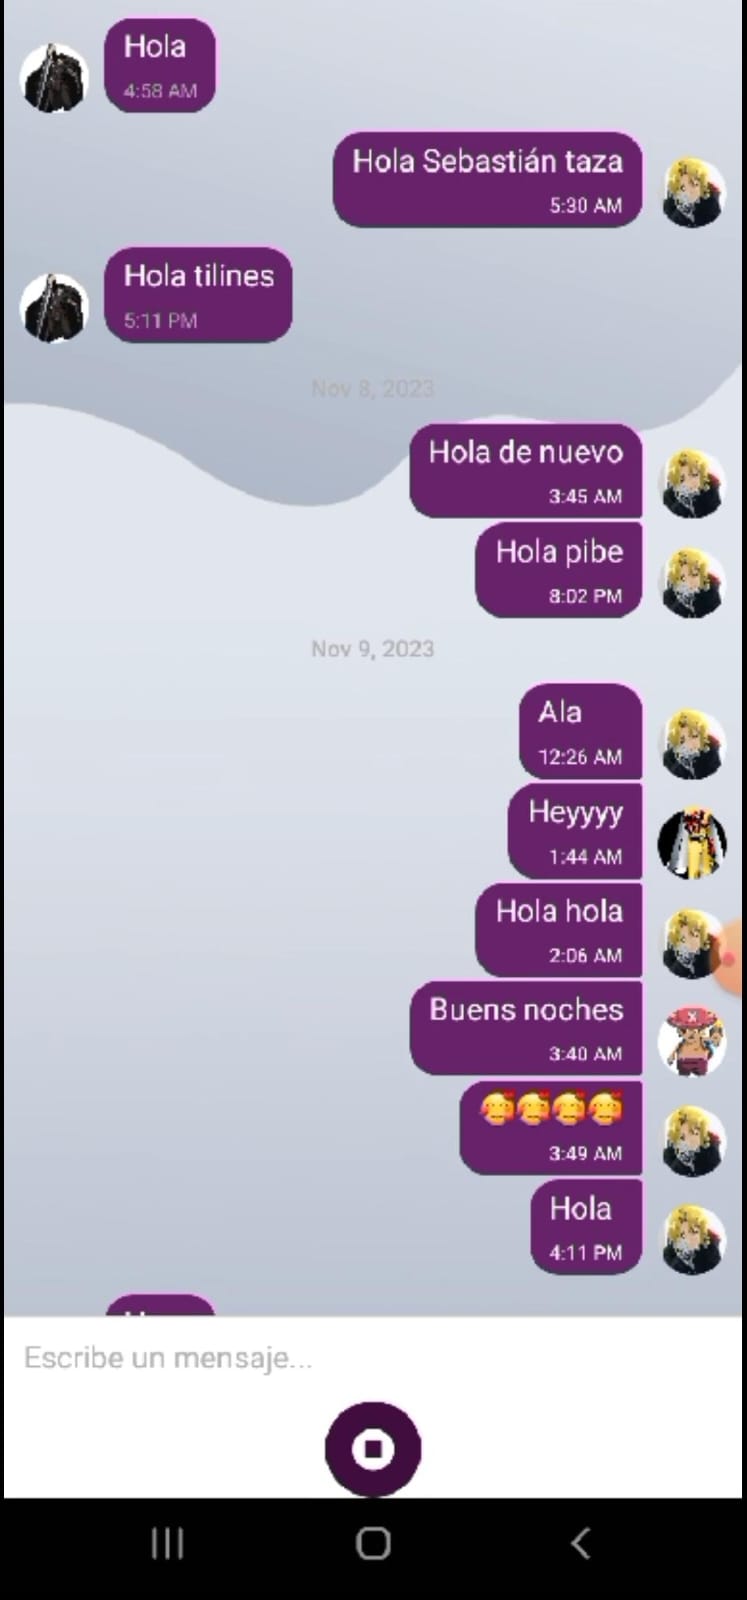 Hola
4:58 AM
Hola Sebastián taza
5:30 AM
Hola tilines
5:11 PM
Nov 8, 2023
Hola de nuevo
3:45 AM
Hola pibe
8:02 PM
Nov 9, 2023
Ala
12:26 AM
Heyyyy
1:44 AM
Hola hola
2:06 AM
Buens noches
3:40 AM
🥰🥰🥰🥰
3:49 AM
Hola
4:11 PM
Escribe un mensaje...